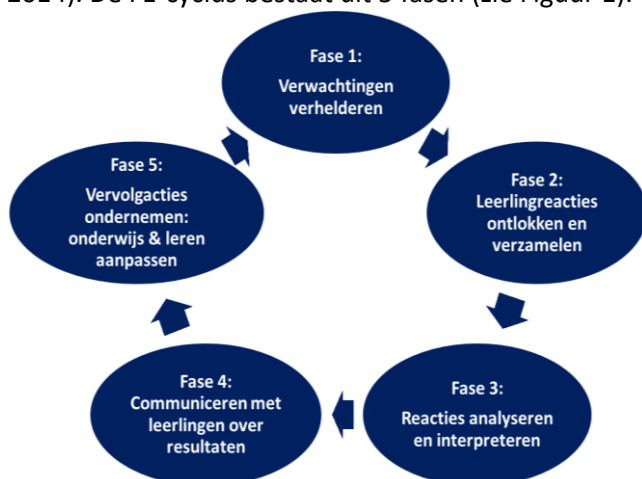 2014). De FE-cyclus bestaat uit 5 fasen (zie Figuur 1).
Fase 1:
Verwachtingen
verhelderen
Fase 2:
Leerlingreacties
ontlokken en
verzamelen
Fase 3:
Reacties analyseren
en interpreteren
Fase 4:
Communiceren met
leerlingen over
resultaten
Fase 5:
Vervolgacties
ondernemen:
onderwijs & leren
aanpassen